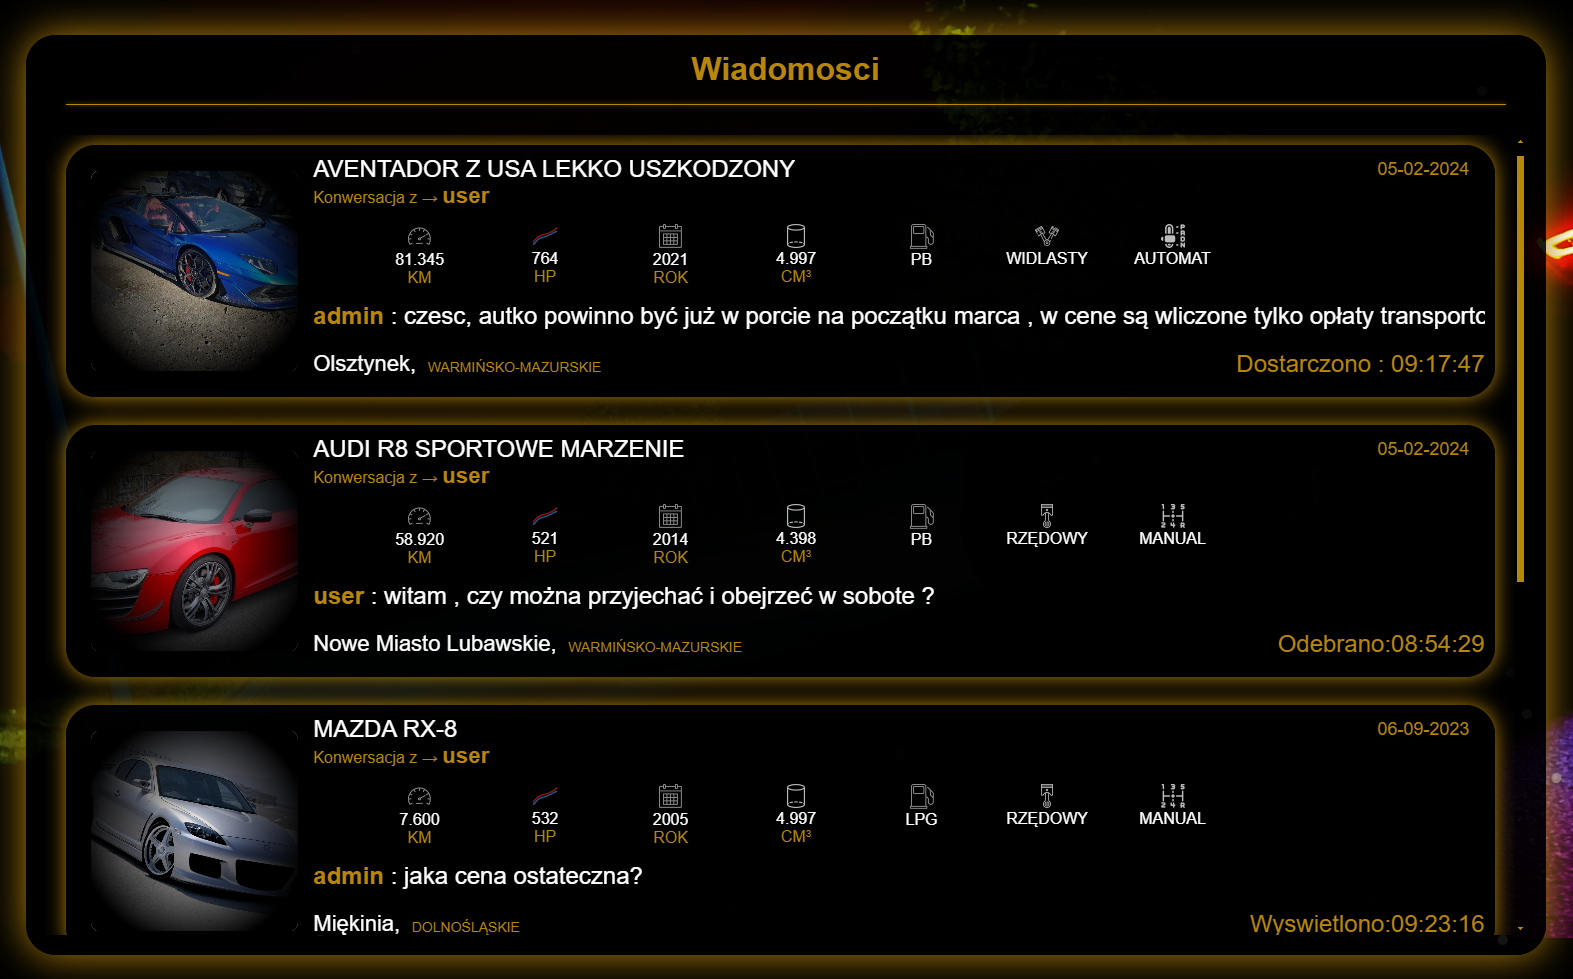 Wiadomosci
AVENTADOR Z USA LEKKO USZKODZONY
05-02-2024
Konwersacja z → user
81.345 764 2021 4.997 PB WIDLASTY AUTOMAT
KM HP ROK CM³
admin : czesc, autko powinno być już w porcie na początku marca , w cene są wliczone tylko opłaty transportc
Olsztynek, WARMIŃSKO-MAZURSKIE
Dostarczono : 09:17:47
AUDI R8 SPORTOWE MARZENIE
05-02-2024
Konwersacja z → user
58.920 521 2014 4.398 PB RZĘDOWY MANUAL
KM HP ROK CM³
user : witam , czy można przyjechać i obejrzeć w sobote ?
Nowe Miasto Lubawskie, WARMIŃSKO-MAZURSKIE
Odebrano:08:54:29
MAZDA RX-8
06-09-2023
Konwersacja z → user
7.600 532 2005 4.997 LPG RZĘDOWY MANUAL
KM HP ROK CM³
admin : jaka cena ostateczna?
Miękinia, DOLNOŚLĄSKIE
Wyswietlono:09:23:16